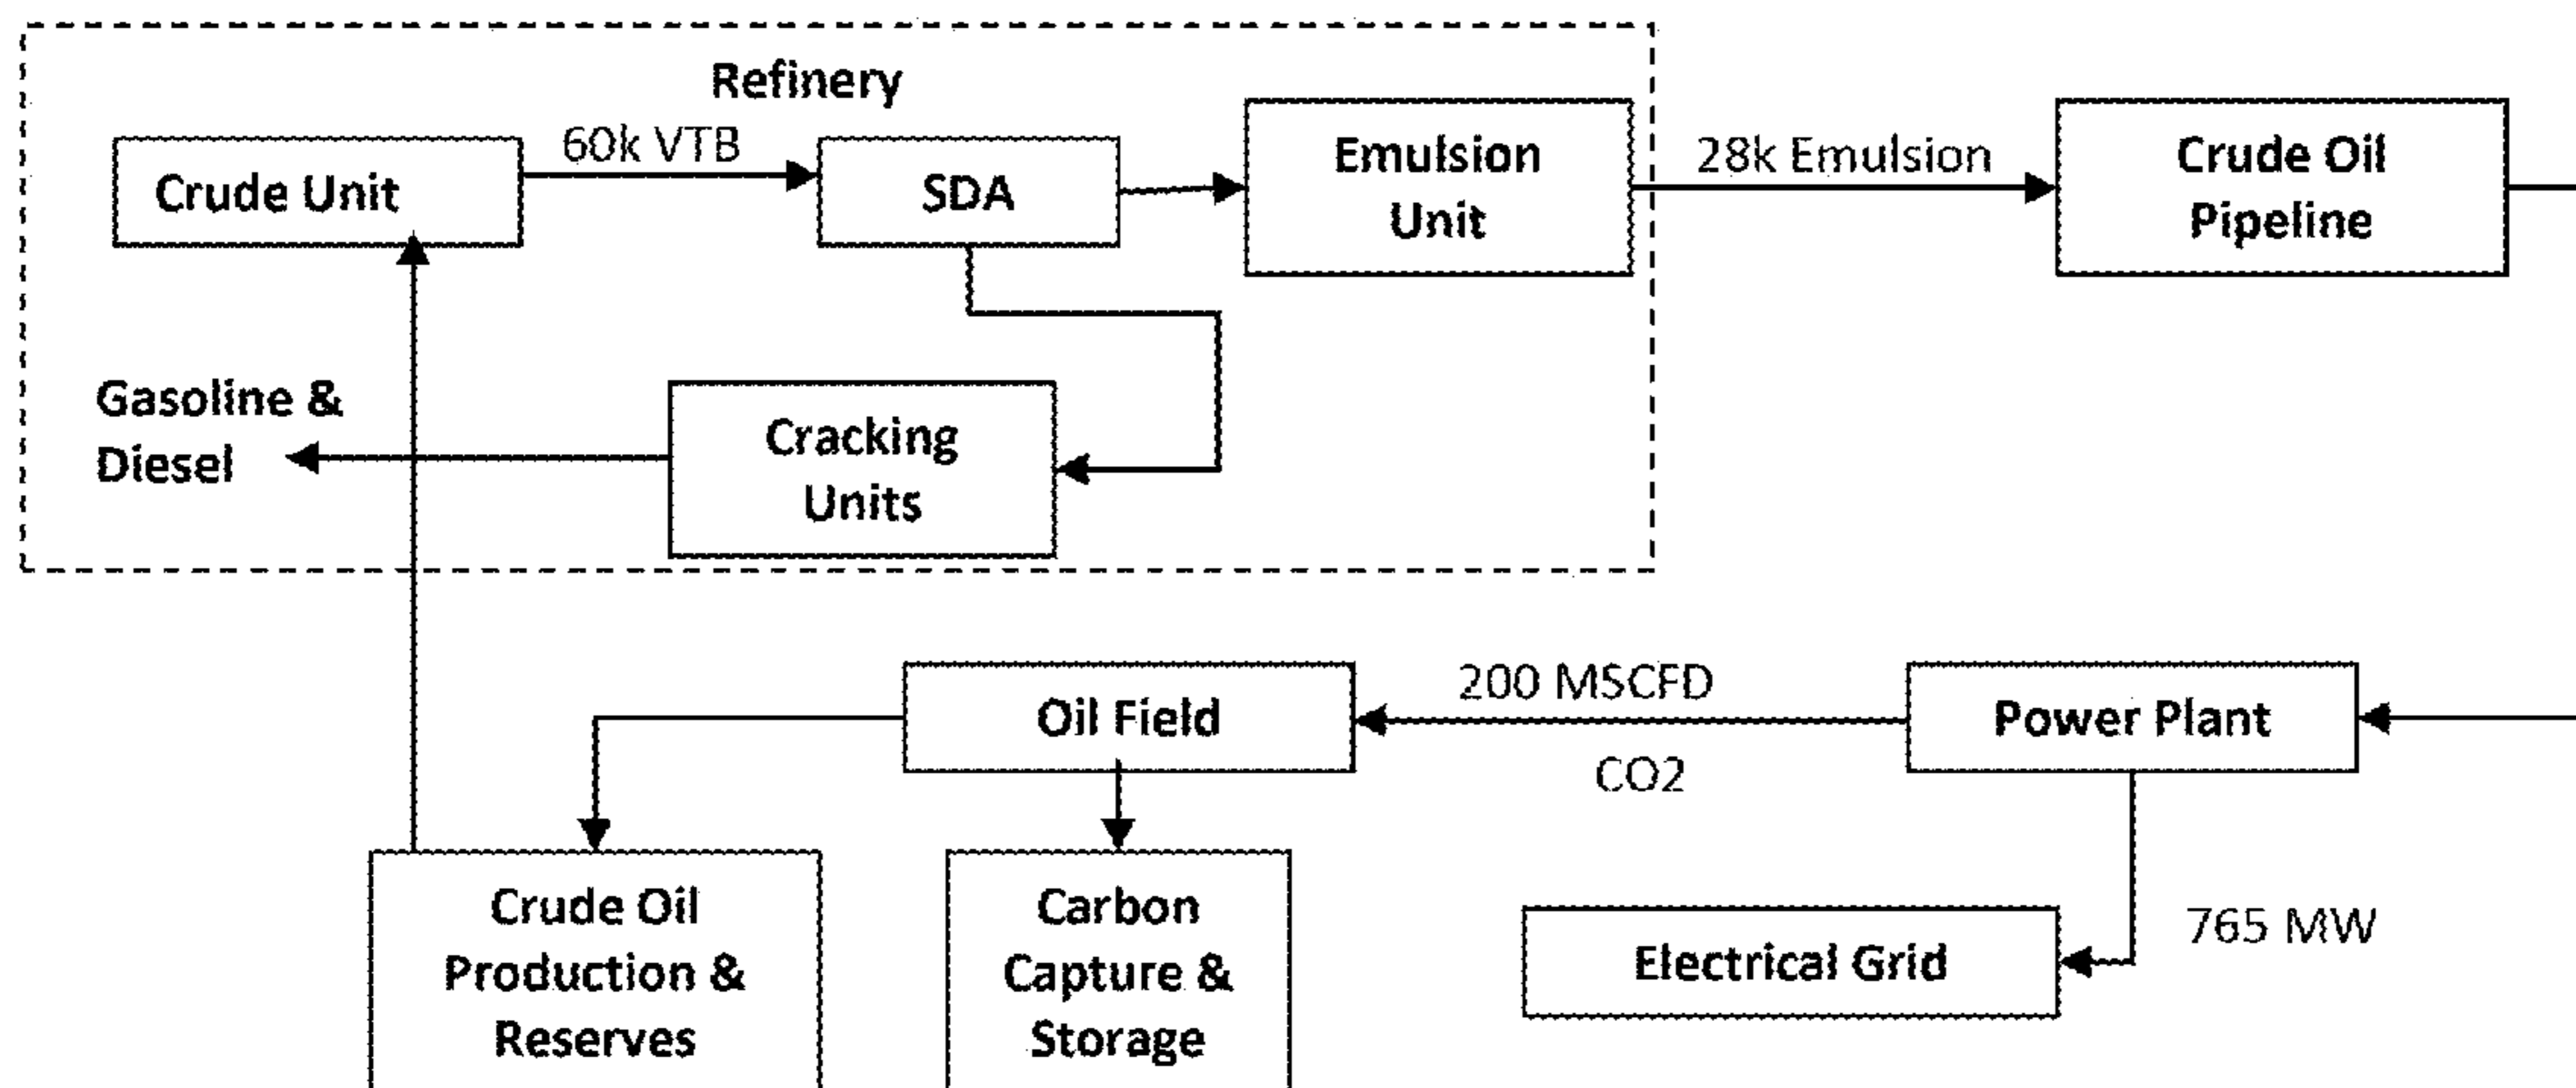 Refinery
Crude Unit
60k VTB
SDA
Emulsion
Unit
28k Emulsion
Crude Oil
Pipeline
Gasoline &
Diesel
Cracking
Units
Oil Field
200 MSCFD
CO2
Power Plant
Crude Oil
Production &
Reserves
Carbon
Capture &
Storage
Electrical Grid
765 MW